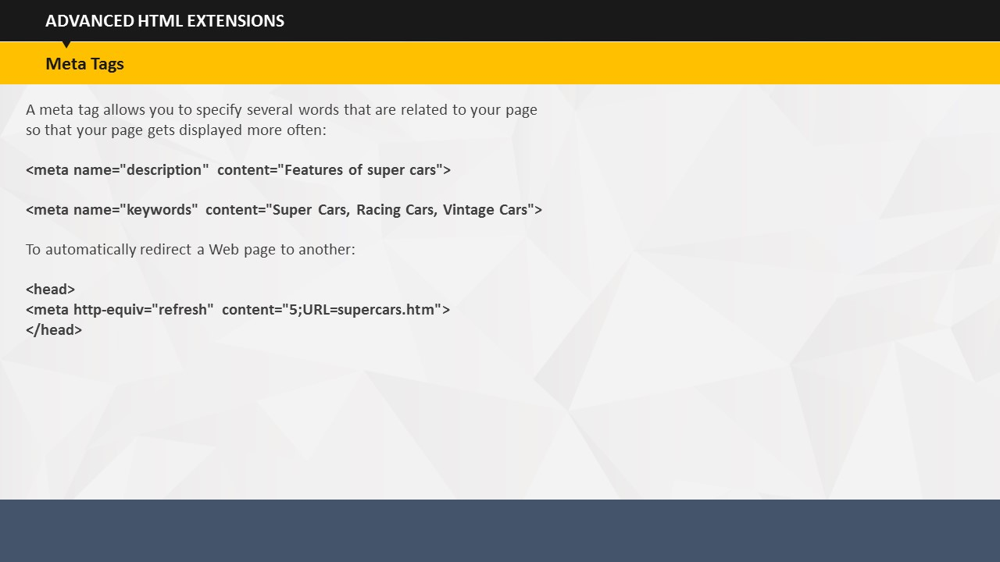 ADVANCED HTML EXTENSIONS
Meta Tags
A meta tag allows you to specify several words that are related to your page
so that your page gets displayed more often:
<meta name="description" content="Features of super cars">
<meta name="keywords" content="Super Cars, Racing Cars, Vintage Cars">
To automatically redirect a Web page to another:
<head>
<meta http-equiv="refresh" content="5;URL=supercars.htm">
</head>